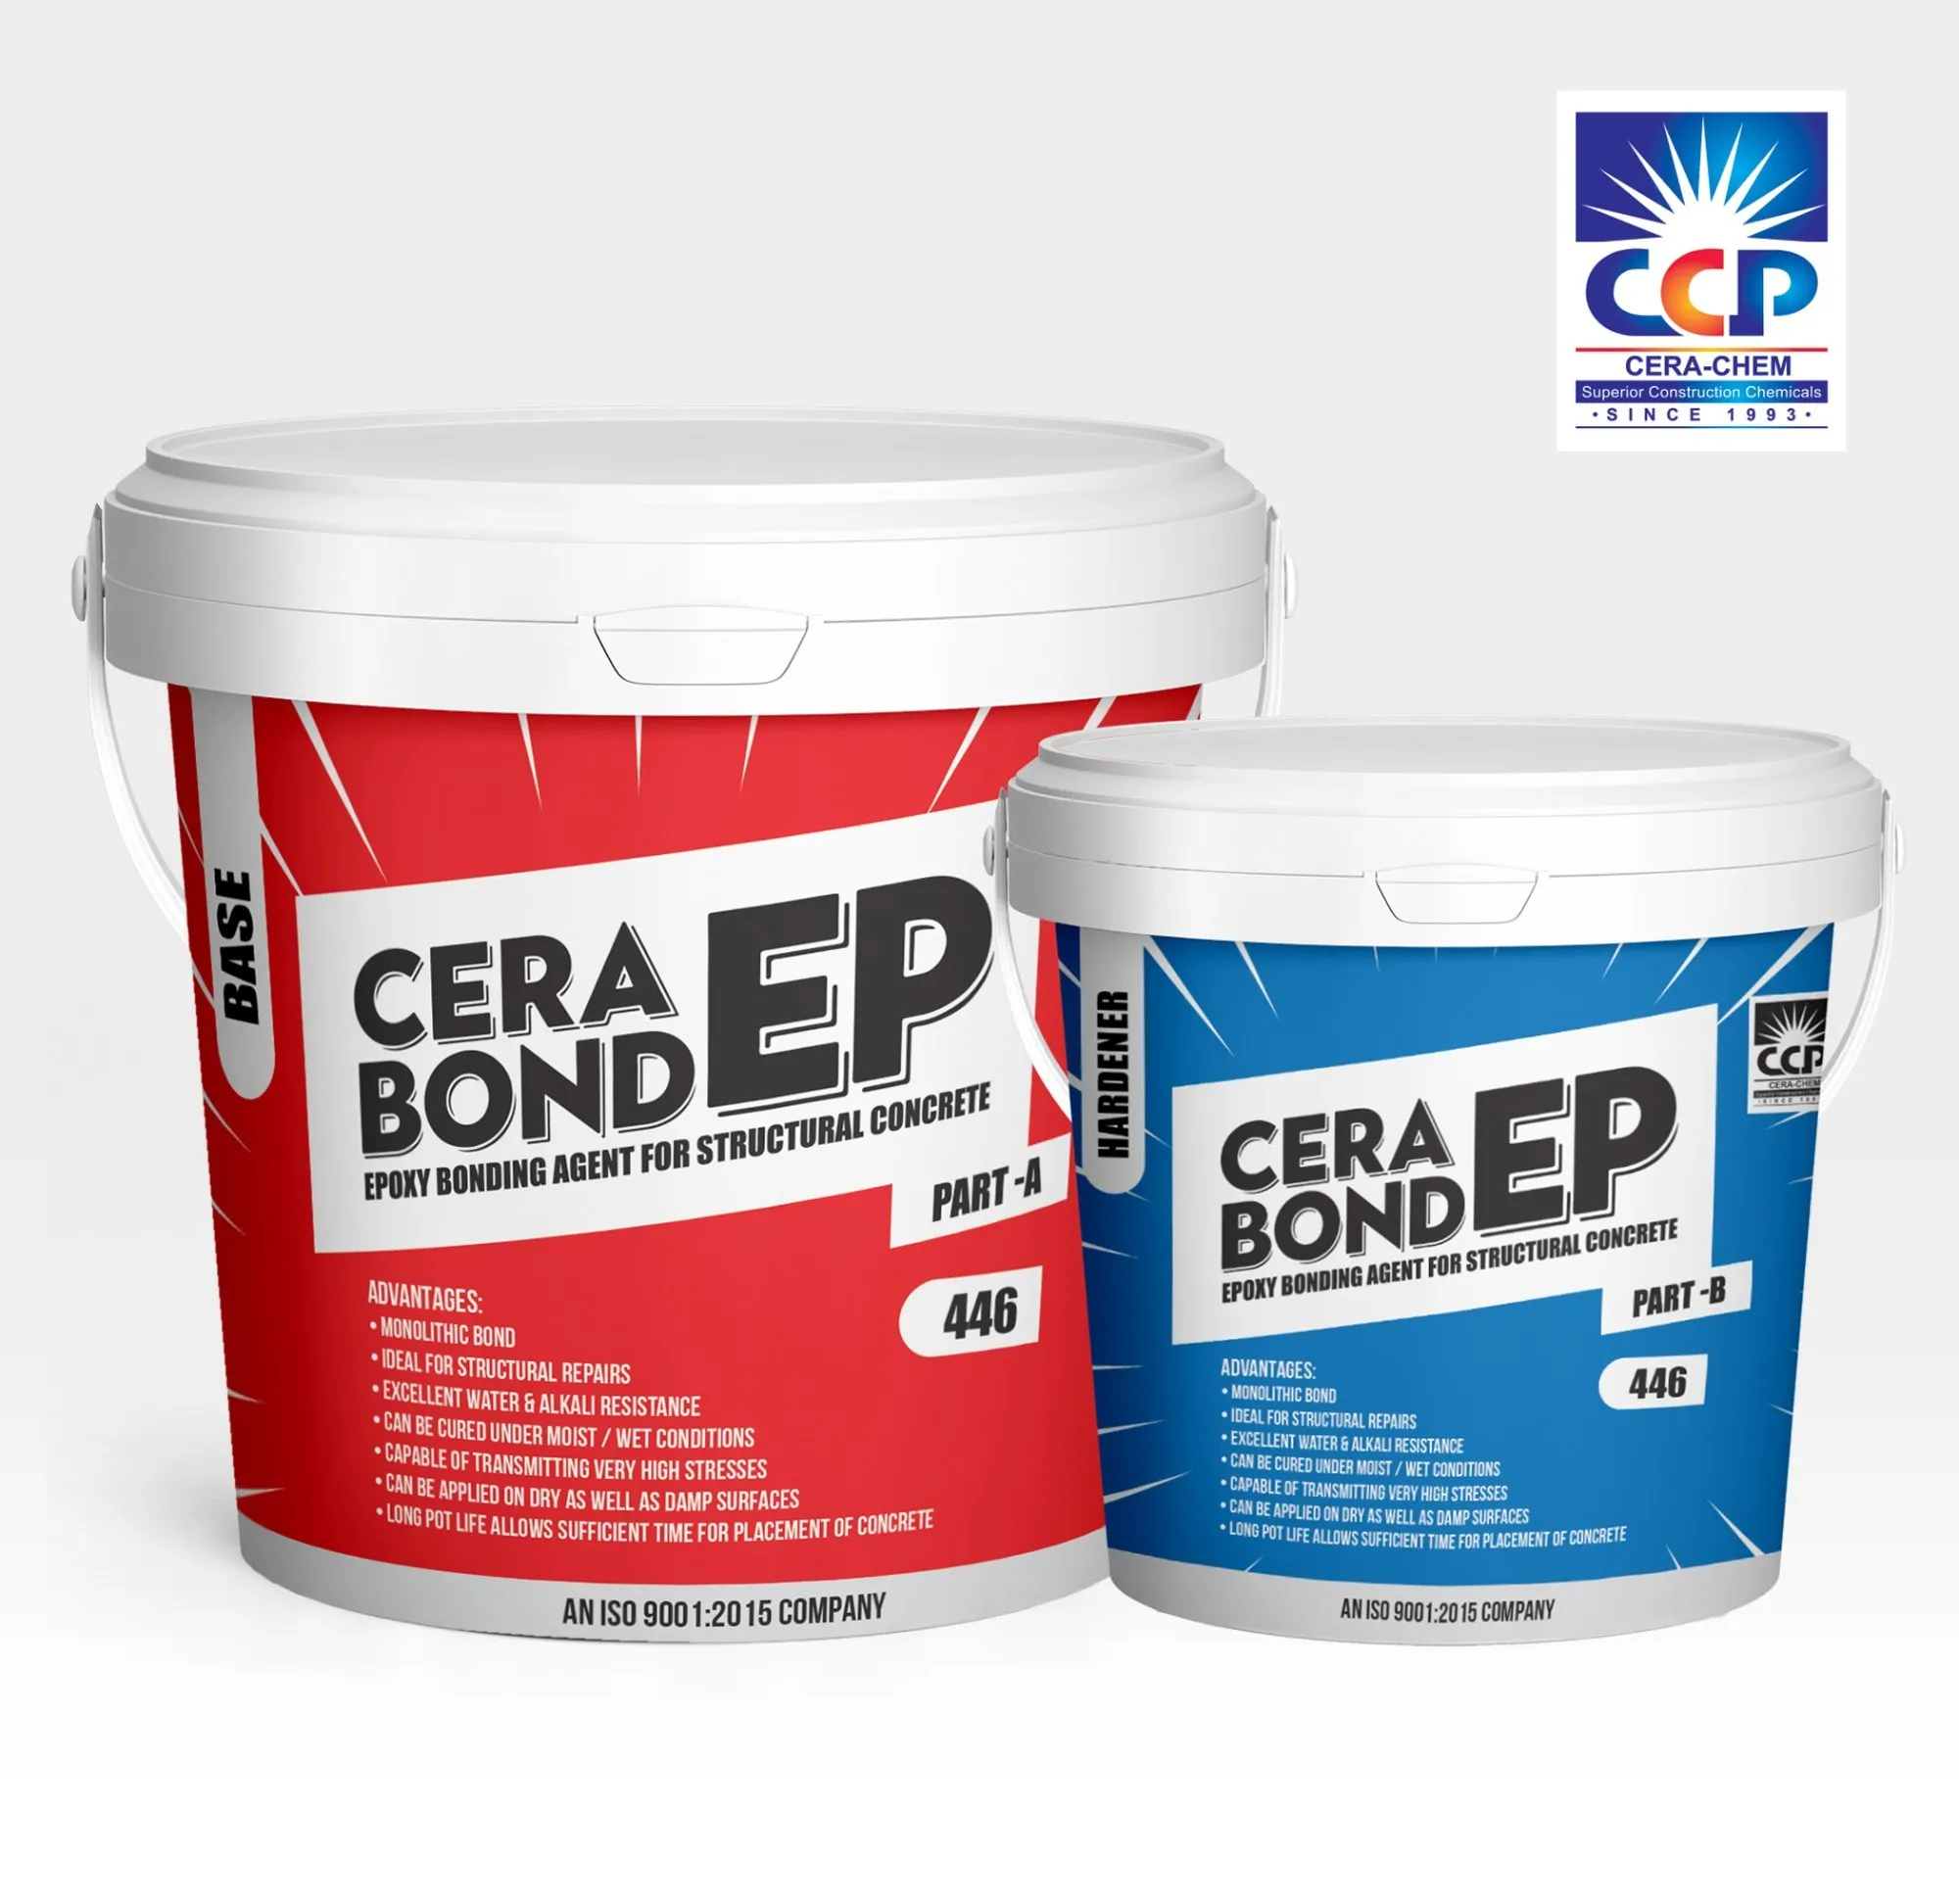 CCP
CERA-CHEM
Superior Construction Chemicals
•SINCE 1993•
BASE
CERA
BOND
EP
EPOXY BONDING AGENT FOR STRUCTURAL CONCRETE
PART -A
446
ADVANTAGES:
• MONOLITHIC BOND
• IDEAL FOR STRUCTURAL REPAIRS
• EXCELLENT WATER & ALKALI RESISTANCE
• CAN BE CURED UNDER MOIST / WET CONDITIONS
• CAPABLE OF TRANSMITTING VERY HIGH STRESSES
• CAN BE APPLIED ON DRY AS WELL AS DAMP SURFACES
• LONG POT LIFE ALLOWS SUFFICIENT TIME FOR PLACEMENT OF CONCRETE
AN ISO 9001:2015 COMPANY
HARDENER
CCP
CERA-CHEM
CERA
BOND
EP
EPOXY BONDING AGENT FOR STRUCTURAL CONCRETE
PART -B
446
ADVANTAGES:
• MONOLITHIC BOND
• IDEAL FOR STRUCTURAL REPAIRS
• EXCELLENT WATER & ALKALI RESISTANCE
• CAN BE CURED UNDER MOIST / WET CONDITIONS
• CAPABLE OF TRANSMITTING VERY HIGH STRESSES
• CAN BE APPLIED ON DRY AS WELL AS DAMP SURFACES
• LONG POT LIFE ALLOWS SUFFICIENT TIME FOR PLACEMENT OF CONCRETE
AN ISO 9001:2015 COMPANY